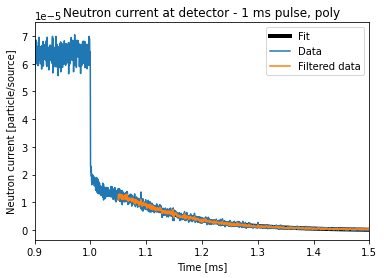 Neutron current at detector - 1 ms pulse, poly
1e−5
Fit
Data
Filtered data
7
6
5
4
3
2
1
0
Neutron current [particle/source]
0.9 1.0 1.1 1.2 1.3 1.4 1.5
Time [ms]